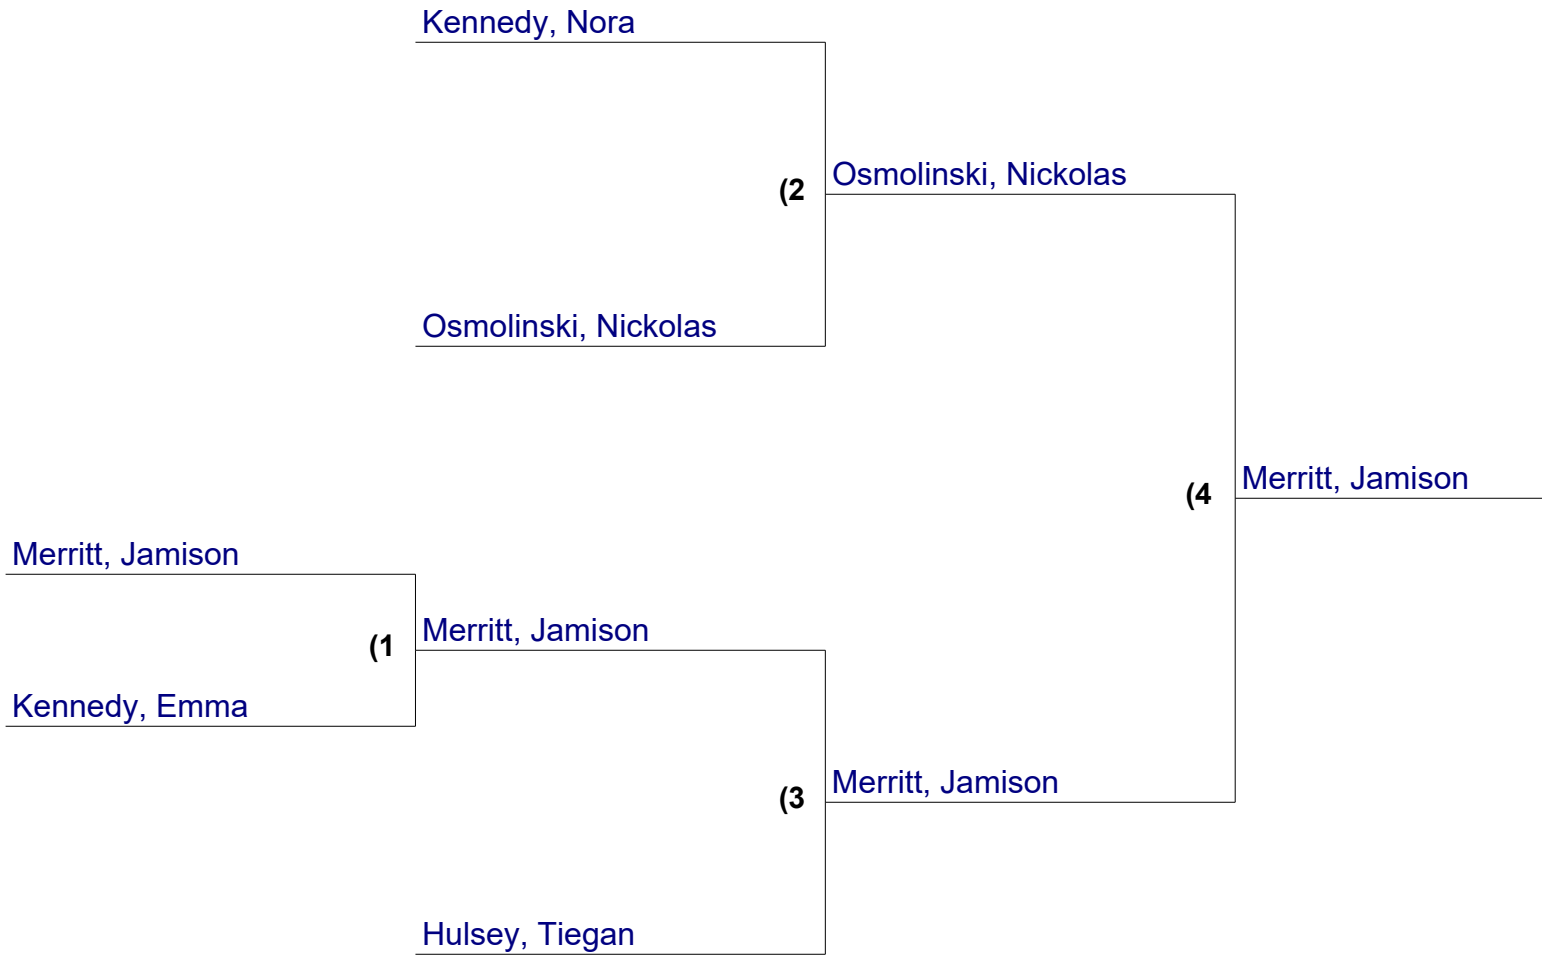 Kennedy, Nora
Osmolinski, Nickolas
(2
Osmolinski, Nickolas
Merritt, Jamison
(4
Merritt, Jamison
Merritt, Jamison
(1
Kennedy, Emma
Merritt, Jamison
(3
Hulsey, Tiegan